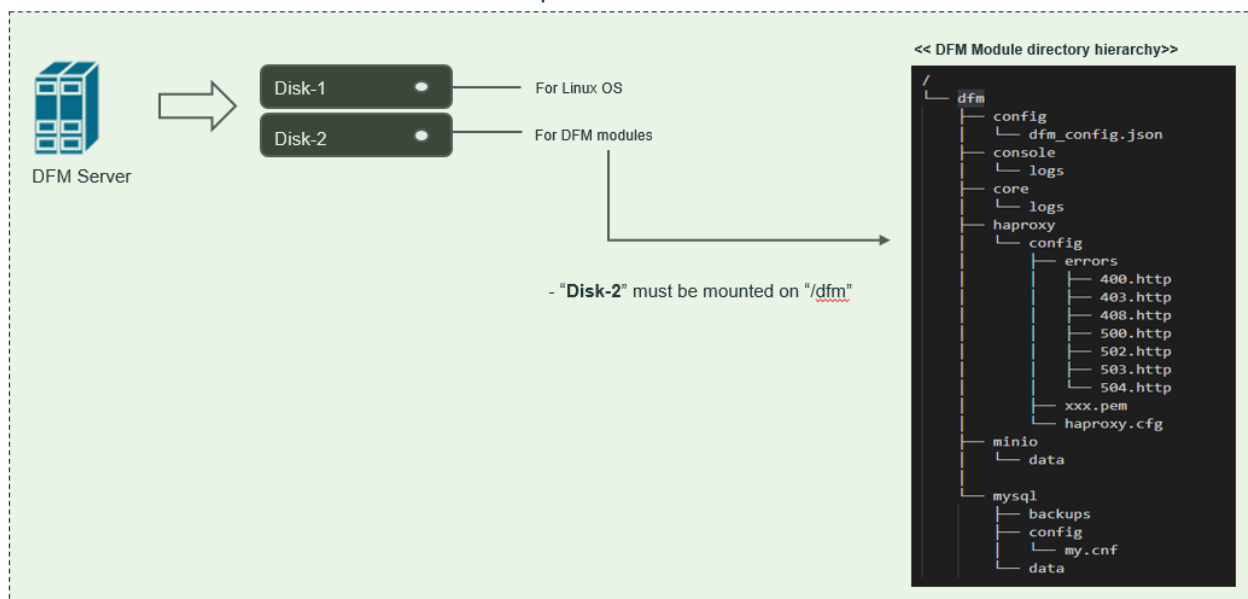 DFM Server
Disk-1
For Linux OS
Disk-2
For DFM modules
- “Disk-2” must be mounted on “/dfm”
<< DFM Module directory hierarchy>>
/
└── dfm
    ├── config
    │   └── dfm_config.json
    ├── console
    │   └── logs
    ├── core
    │   └── logs
    ├── haproxy
    │   └── config
    │       ├── errors
    │       │   ├── 400.http
    │       │   ├── 403.http
    │       │   ├── 408.http
    │       │   ├── 500.http
    │       │   ├── 502.http
    │       │   ├── 503.http
    │       │   └── 504.http
    │       ├── xxx.pem
    │       └── haproxy.cfg
    ├── minio
    │   └── data
    │
    └── mysql
        ├── backups
        ├── config
        │   └── my.cnf
        └── data